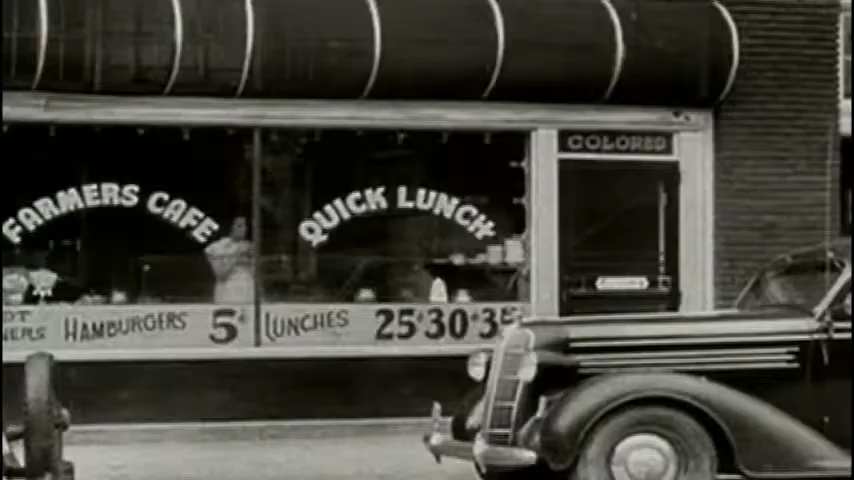 COLORED
FARMERS CAFE
QUICK LUNCH
HAMBURGERS 5¢
LUNCHES 25¢ 30¢ 35